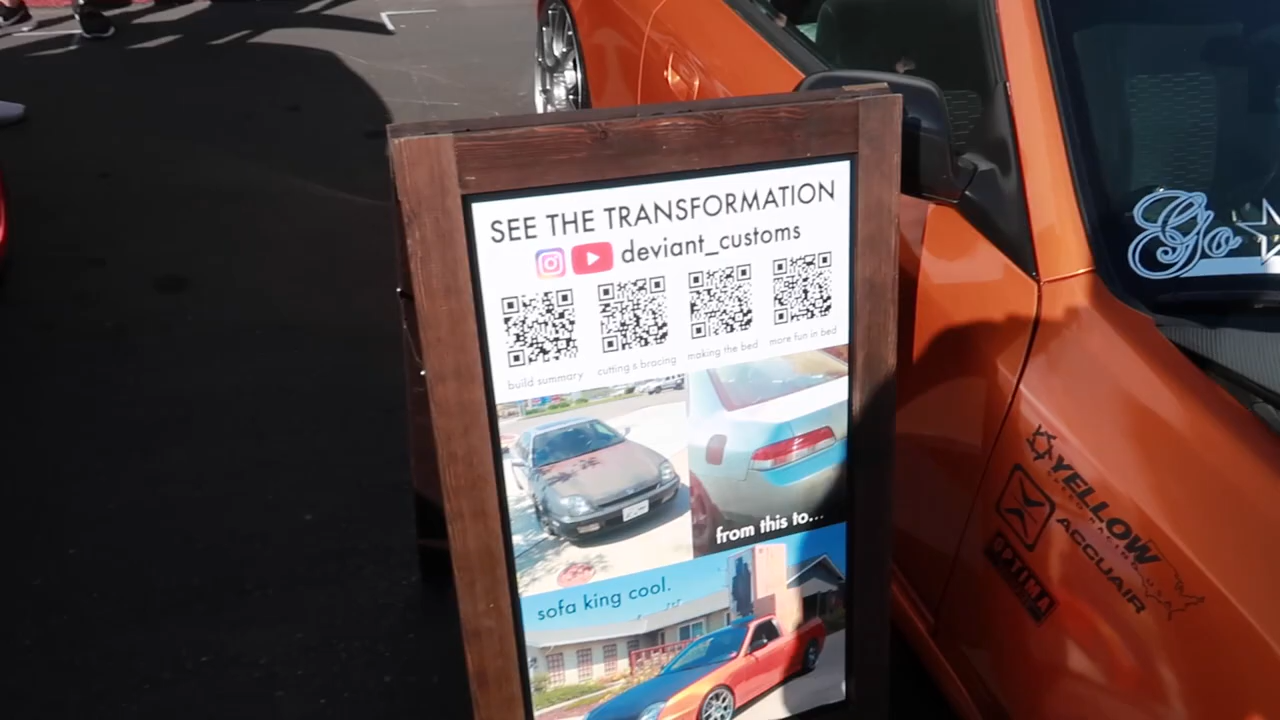 SEE THE TRANSFORMATION
deviant_customs
build summary
cutting & bracing
making the bed
more fun in bed
from this to...
sofa king cool.
Go
YELLOW
ACCUAIR
OPTIMA